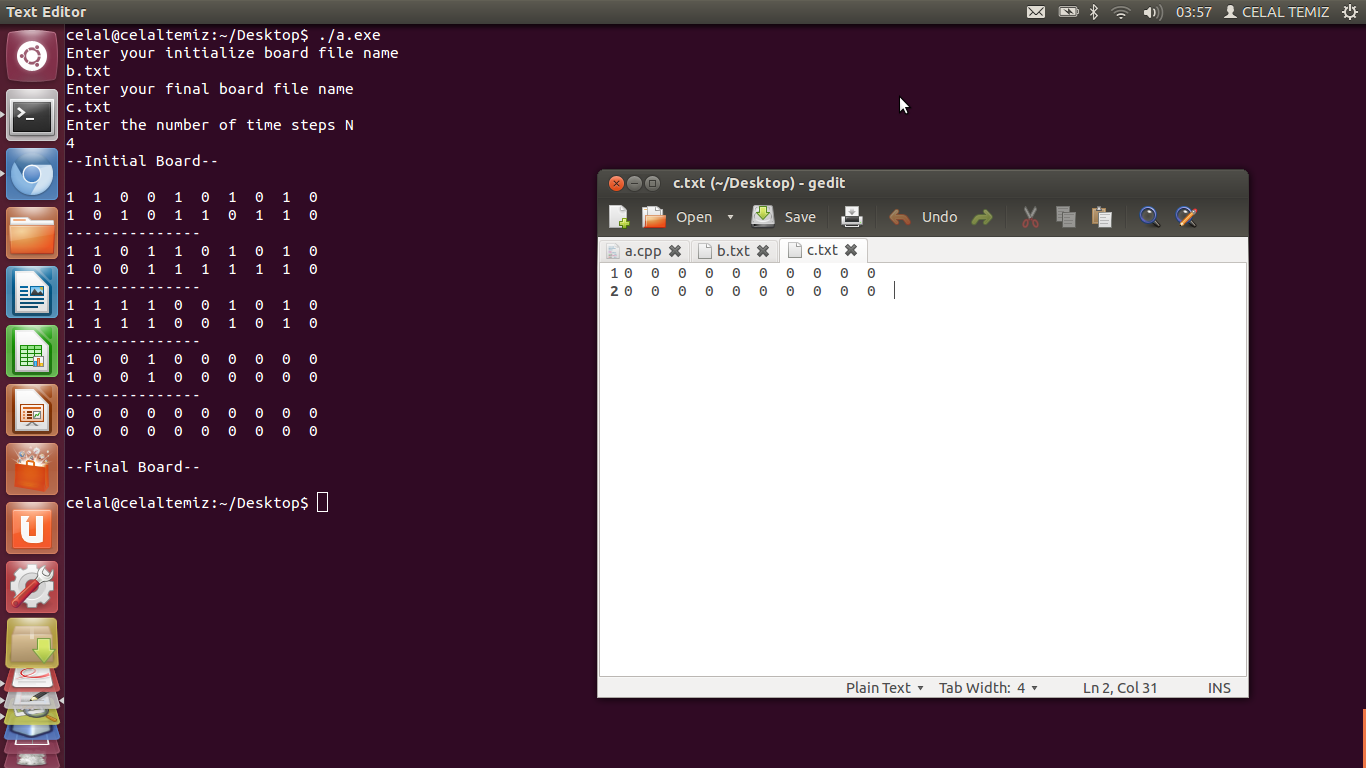 Text Editor
03:57 CELAL TEMIZ
celal@celaltemiz:~/Desktop$ ./a.exe
Enter your initialize board file name
b.txt
Enter your final board file name
c.txt
Enter the number of time steps N
4
--Initial Board--
1 1 0 0 1 0 1 0 1 0
1 0 1 0 1 1 0 1 1 0
---------------
1 1 0 1 1 0 1 0 1 0
1 0 0 1 1 1 1 1 1 0
---------------
1 1 1 1 0 0 1 0 1 0
1 1 1 1 0 0 1 0 1 0
---------------
1 0 0 1 0 0 0 0 0 0
1 0 0 1 0 0 0 0 0 0
---------------
0 0 0 0 0 0 0 0 0 0
0 0 0 0 0 0 0 0 0 0
--Final Board--
celal@celaltemiz:~/Desktop$
c.txt (~/Desktop) - gedit
Open Save Undo
a.cpp b.txt c.txt
1 0 0 0 0 0 0 0 0 0 0
2 0 0 0 0 0 0 0 0 0 0
Plain Text Tab Width: 4 Ln 2, Col 31 INS